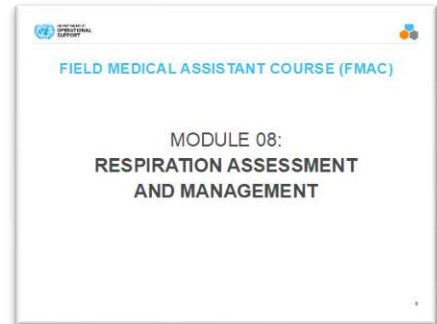 DEPARTMENT OF
OPERATIONAL
SUPPORT
FIELD MEDICAL ASSISTANT COURSE (FMAC)
MODULE 08:
RESPIRATION ASSESSMENT
AND MANAGEMENT